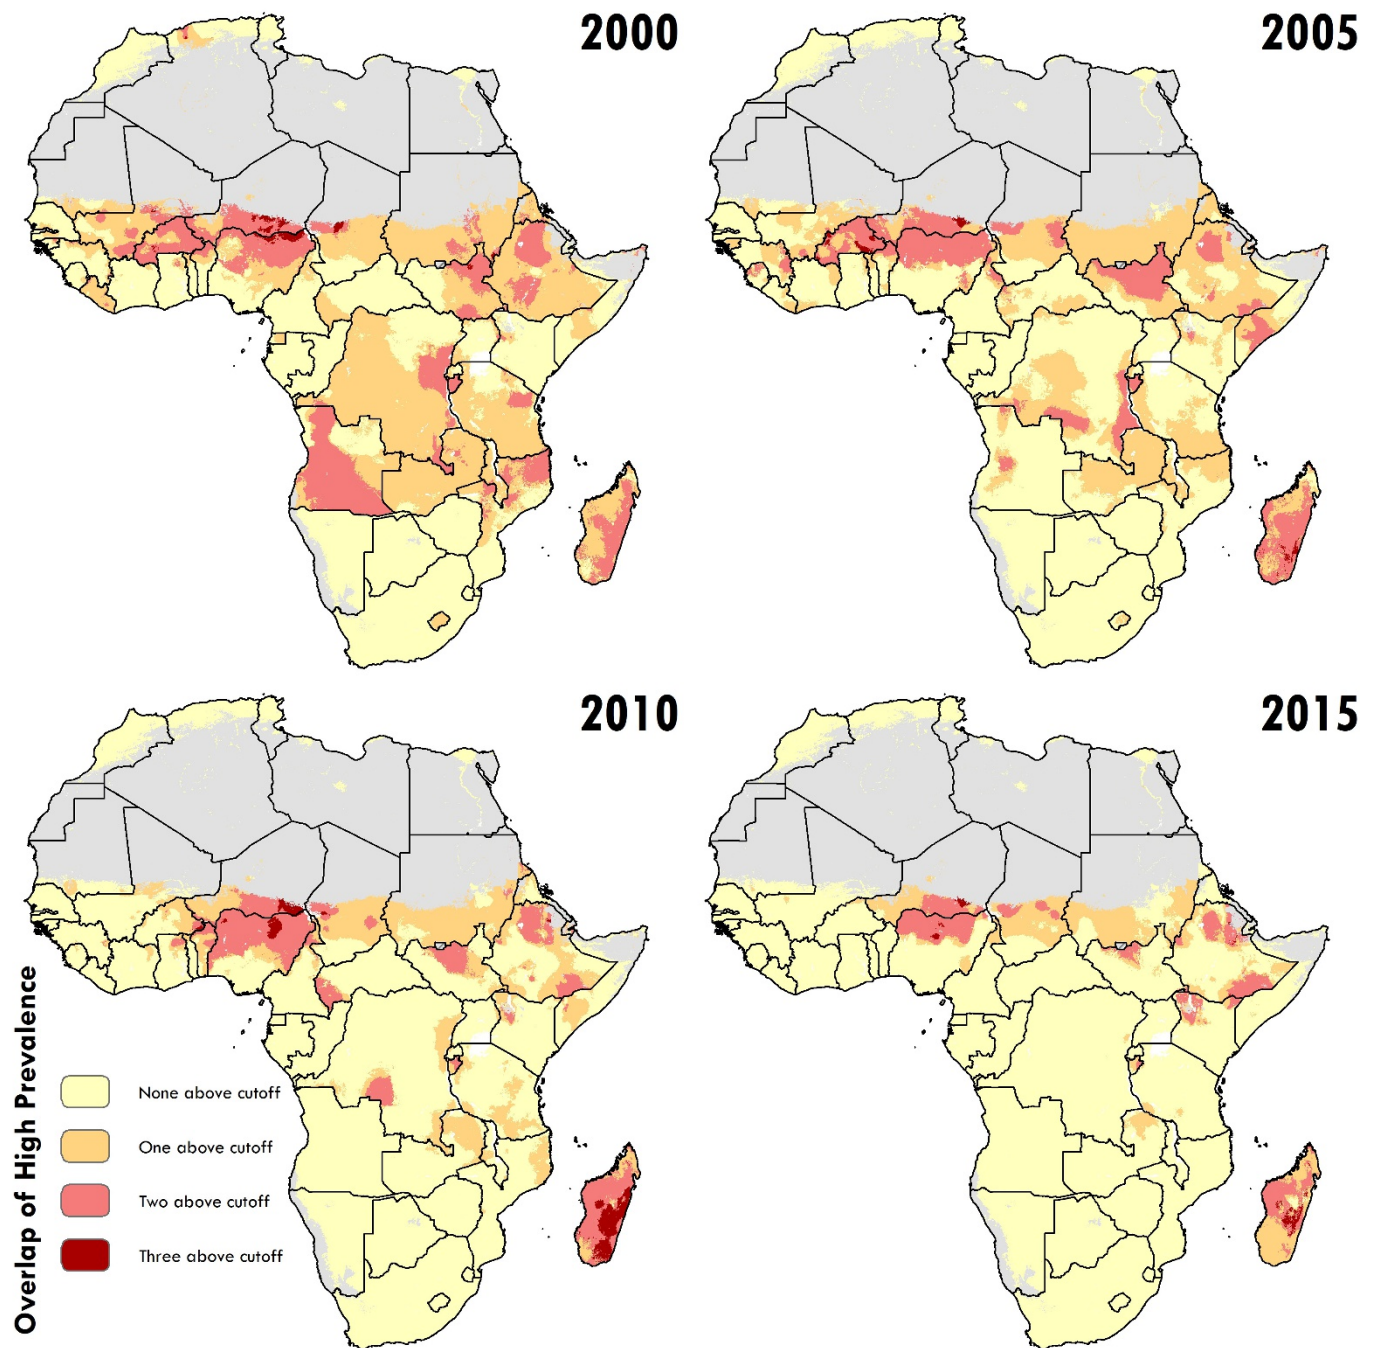 2000
2005
2010
2015
Overlap of High Prevalence
None above cutoff
One above cutoff
Two above cutoff
Three above cutoff